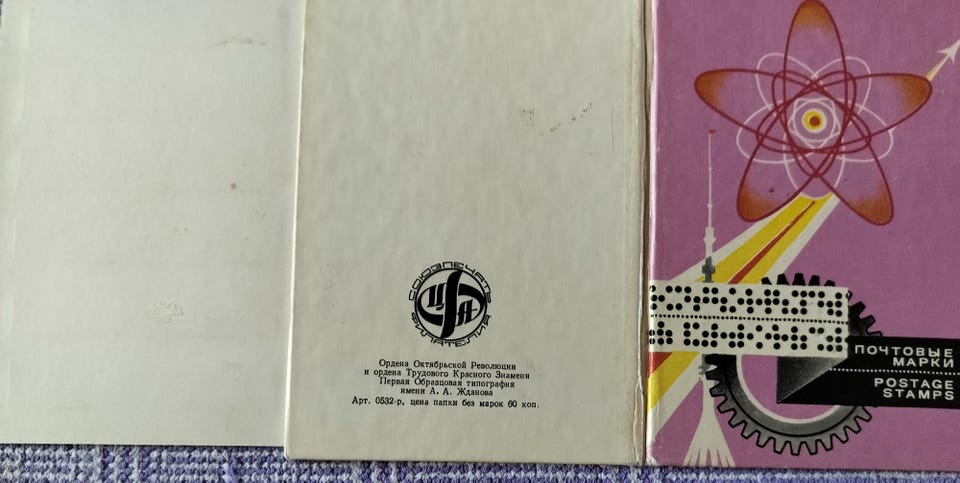 СОЮЗПЕЧАТЬ
ФИЛАТЕЛИЯ
ЦФА
Ордена Октябрьской Революции
и ордена Трудового Красного Знамени
Первая Образцовая типография
имени А. А. Жданова
Арт. 0532-р, цена папки без марок 60 коп.
ПОЧТОВЫЕ
МАРКИ
POSTAGE
STAMPS